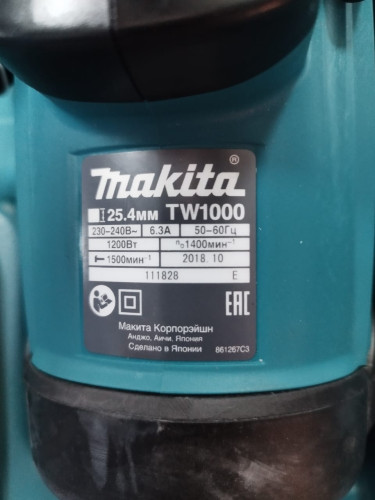 makita®
25.4мм TW1000
230-240В~ 6.3А 50-60Гц
1200Вт n₀1400мин⁻¹
1500мин⁻¹ 2018.10
111828 E
EAC
Макита Корпорэйшн
Анджо, Аичи. Япония
Сделано в Японии 861267C3